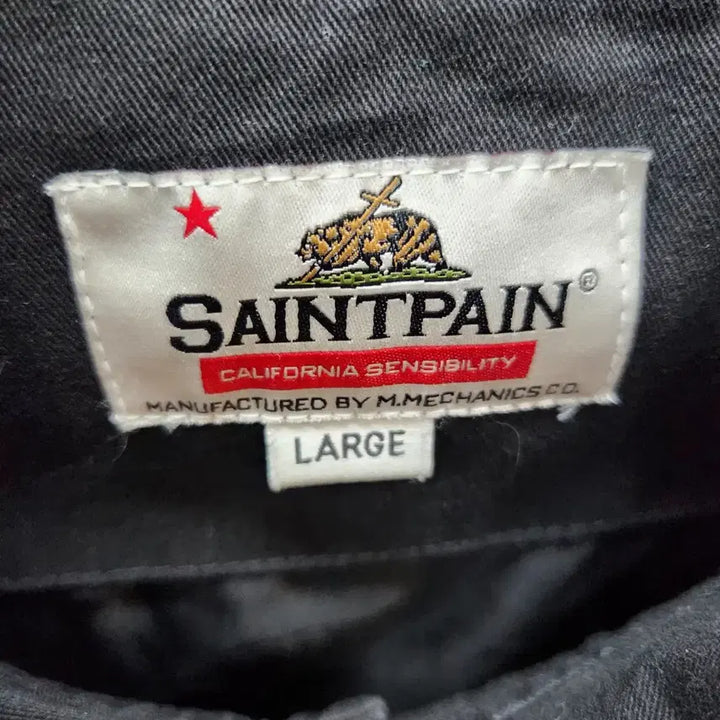 SAINTPAIN®
CALIFORNIA SENSIBILITY
MANUFACTURED BY M.MECHANICS CO.
LARGE